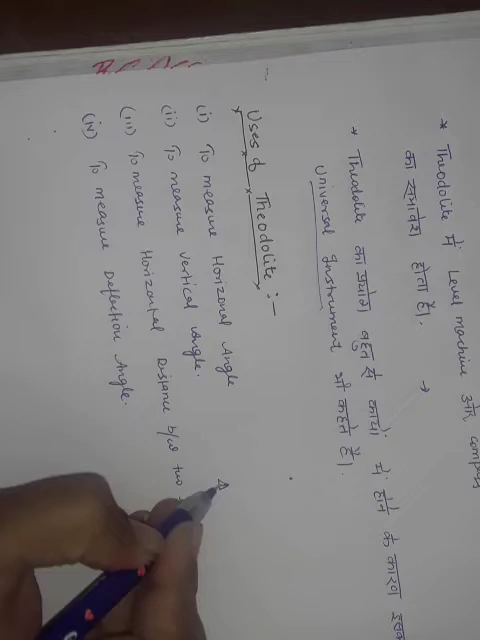 * Theodolite में Level machine और compass
का समावेश होता है।
* Theodolite का प्रयोग बहुत से कार्यो में होने के कारण इसको
Universal Instrument भी कहते हैं।
Uses of Theodolite :-
(i) To measure Horizonal Angle
(ii) To measure vertical Angle.
(iii) To measure Horizontal Distance b/w two
(iv) To measure Deflection Angle.